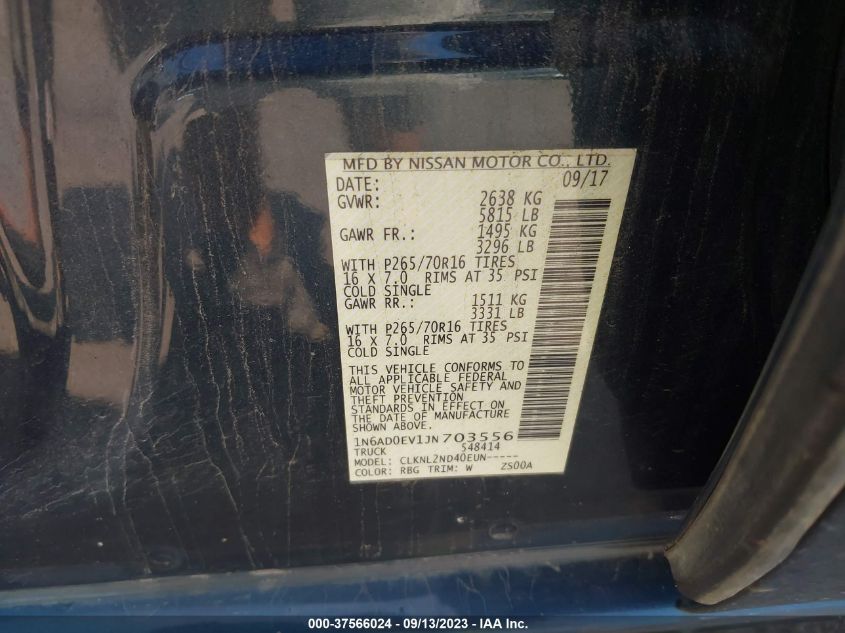 MFD BY NISSAN MOTOR CO., LTD.
DATE: 09/17
GVWR: 2638 KG
5815 LB
GAWR FR.: 1495 KG
3296 LB
WITH P265/70R16 TIRES
16 X 7.0 RIMS AT 35 PSI
COLD SINGLE
GAWR RR.: 1511 KG
3331 LB
WITH P265/70R16 TIRES
16 X 7.0 RIMS AT 35 PSI
COLD SINGLE
THIS VEHICLE CONFORMS TO
ALL APPLICABLE FEDERAL
MOTOR VEHICLE SAFETY AND
THEFT PREVENTION
STANDARDS IN EFFECT ON
THE DATE OF MANUFACTURE
SHOWN ABOVE.
1N6AD0EV1JN703556
TRUCK 548414
MODEL: CLKNL2ND40EUN-----
COLOR: RBG TRIM: W ZS00A
000-37566024 - 09/13/2023 - IAA Inc.